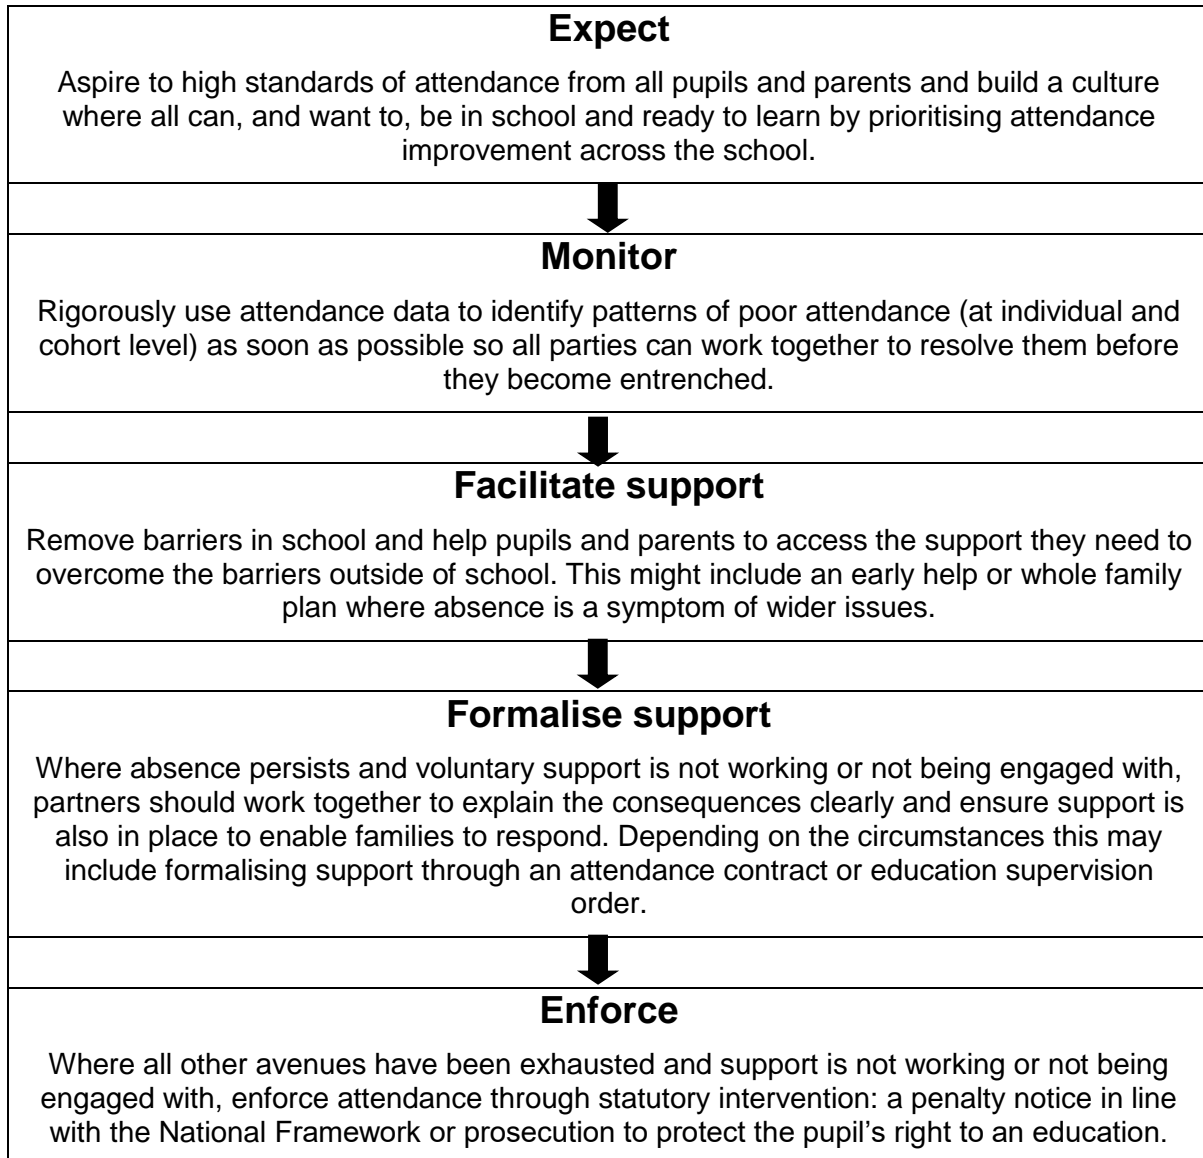 Expect
Aspire to high standards of attendance from all pupils and parents and build a culture
where all can, and want to, be in school and ready to learn by prioritising attendance
improvement across the school.
Monitor
Rigorously use attendance data to identify patterns of poor attendance (at individual and
cohort level) as soon as possible so all parties can work together to resolve them before
they become entrenched.
Facilitate support
Remove barriers in school and help pupils and parents to access the support they need to
overcome the barriers outside of school. This might include an early help or whole family
plan where absence is a symptom of wider issues.
Formalise support
Where absence persists and voluntary support is not working or not being engaged with,
partners should work together to explain the consequences clearly and ensure support is
also in place to enable families to respond. Depending on the circumstances this may
include formalising support through an attendance contract or education supervision
order.
Enforce
Where all other avenues have been exhausted and support is not working or not being
engaged with, enforce attendance through statutory intervention: a penalty notice in line
with the National Framework or prosecution to protect the pupil's right to an education.